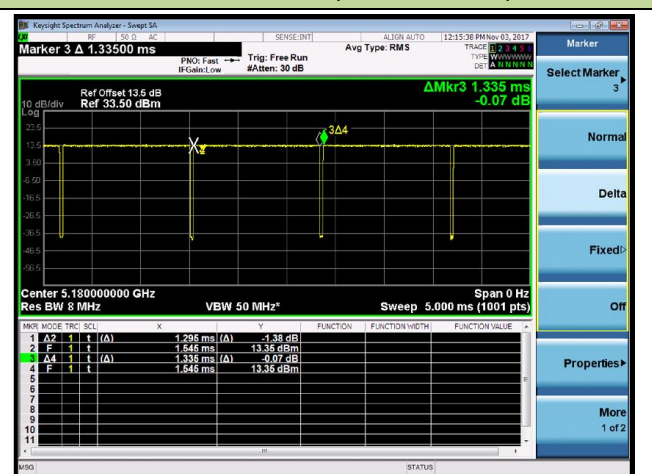 Keysight Spectrum Analyzer - Swept SA
RF 50 Ω AC SENSE:INT ALIGN AUTO 12:15:38 PM Nov 03, 2017
Marker 3 Δ 1.33500 ms
PNO: Fast
IFGain:Low
Trig: Free Run
#Atten: 30 dB
Avg Type: RMS
TRACE 1 2 3 4 5 6
TYPE WWWWWW
DET A N N N N N
Ref Offset 13.5 dB
10 dB/div Ref 33.50 dBm
Log
ΔMkr3 1.335 ms
-0.07 dB
23.5
13.5
3.50
-6.50
-16.5
-26.5
-36.5
-46.5
-56.5
3Δ4
Center 5.180000000 GHz Span 0 Hz
Res BW 8 MHz VBW 50 MHz* Sweep 5.000 ms (1001 pts)
MKR MODE TRC SCL X Y FUNCTION FUNCTION WIDTH FUNCTION VALUE
1 Δ2 1 t (Δ) 1.295 ms (Δ) -1.38 dB
2 F 1 t 1.545 ms 13.35 dBm
3 Δ4 1 t (Δ) 1.335 ms (Δ) -0.07 dB
4 F 1 t 1.545 ms 13.35 dBm
5
6
7
8
9
10
11
MSG STATUS
Marker
Select Marker
3
Normal
Delta
Fixed
Off
Properties
More
1 of 2